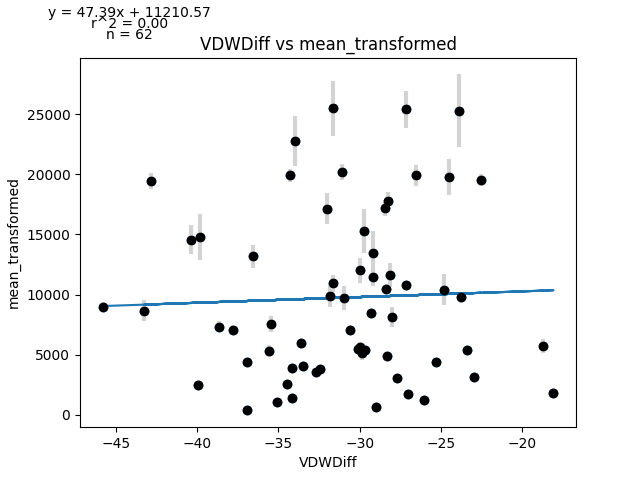 y = 47.39x + 11210.57
r^2 = 0.00
n = 62
VDWDiff vs mean_transformed
25000
20000
15000
10000
5000
0
mean_transformed
−45 −40 −35 −30 −25 −20
VDWDiff